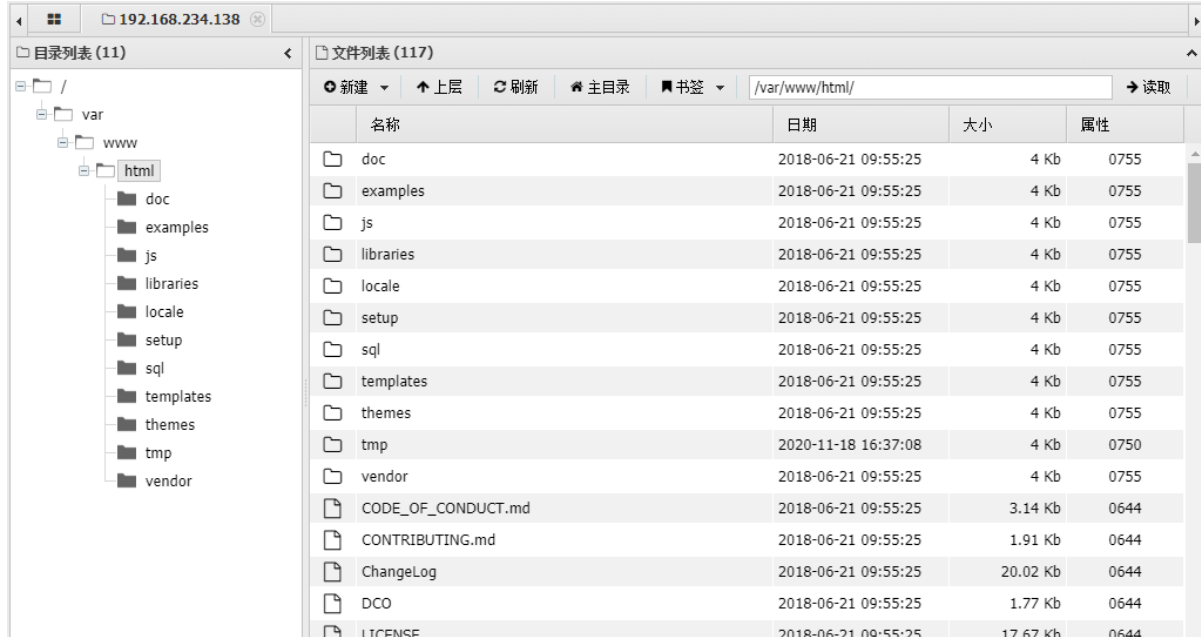 192.168.234.138
目录列表 (11)
文件列表 (117)
新建 上层 刷新 主目录 书签 /var/www/html/ 读取
/
var
www
html
doc
examples
js
libraries
locale
setup
sql
templates
themes
tmp
vendor
名称 日期 大小 属性
doc 2018-06-21 09:55:25 4 Kb 0755
examples 2018-06-21 09:55:25 4 Kb 0755
js 2018-06-21 09:55:25 4 Kb 0755
libraries 2018-06-21 09:55:25 4 Kb 0755
locale 2018-06-21 09:55:25 4 Kb 0755
setup 2018-06-21 09:55:25 4 Kb 0755
sql 2018-06-21 09:55:25 4 Kb 0755
templates 2018-06-21 09:55:25 4 Kb 0755
themes 2018-06-21 09:55:25 4 Kb 0755
tmp 2020-11-18 16:37:08 4 Kb 0750
vendor 2018-06-21 09:55:25 4 Kb 0755
CODE_OF_CONDUCT.md 2018-06-21 09:55:25 3.14 Kb 0644
CONTRIBUTING.md 2018-06-21 09:55:25 1.91 Kb 0644
ChangeLog 2018-06-21 09:55:25 20.02 Kb 0644
DCO 2018-06-21 09:55:25 1.77 Kb 0644
LICENSE 2018-06-21 09:55:25 17.67 Kb 0644